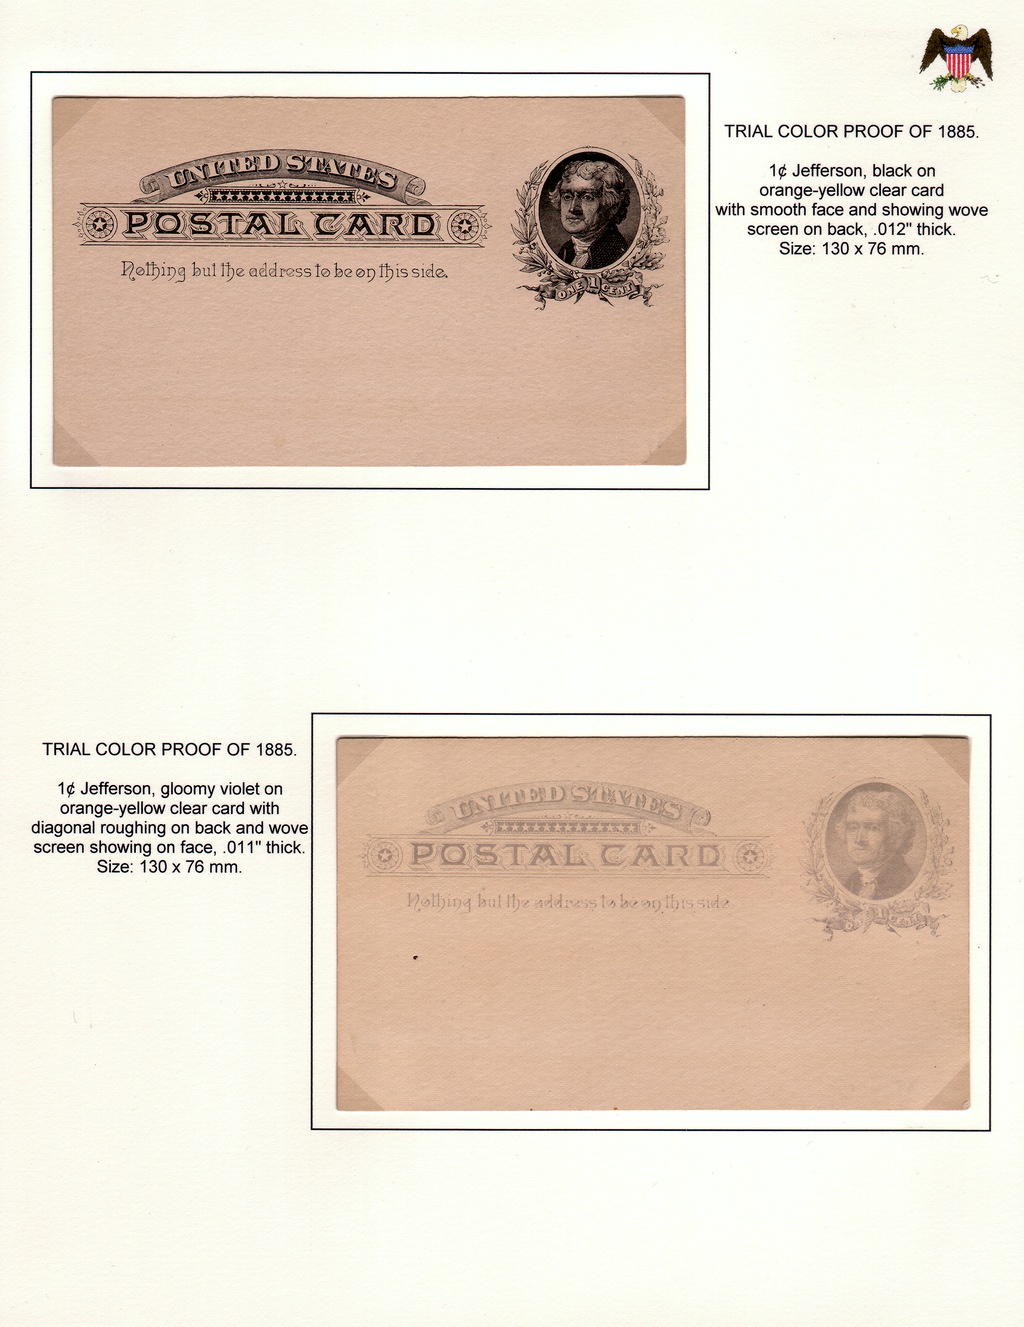 TRIAL COLOR PROOF OF 1885.
1¢ Jefferson, black on
orange-yellow clear card
with smooth face and showing wove
screen on back, .012" thick.
Size: 130 x 76 mm.
UNITED STATES
POSTAL CARD
Nothing but the address to be on this side.
ONE 1 CENT
TRIAL COLOR PROOF OF 1885.
1¢ Jefferson, gloomy violet on
orange-yellow clear card with
diagonal roughing on back and wove
screen showing on face, .011" thick.
Size: 130 x 76 mm.
UNITED STATES
POSTAL CARD
Nothing but the address to be on this side
ONE 1 CENT